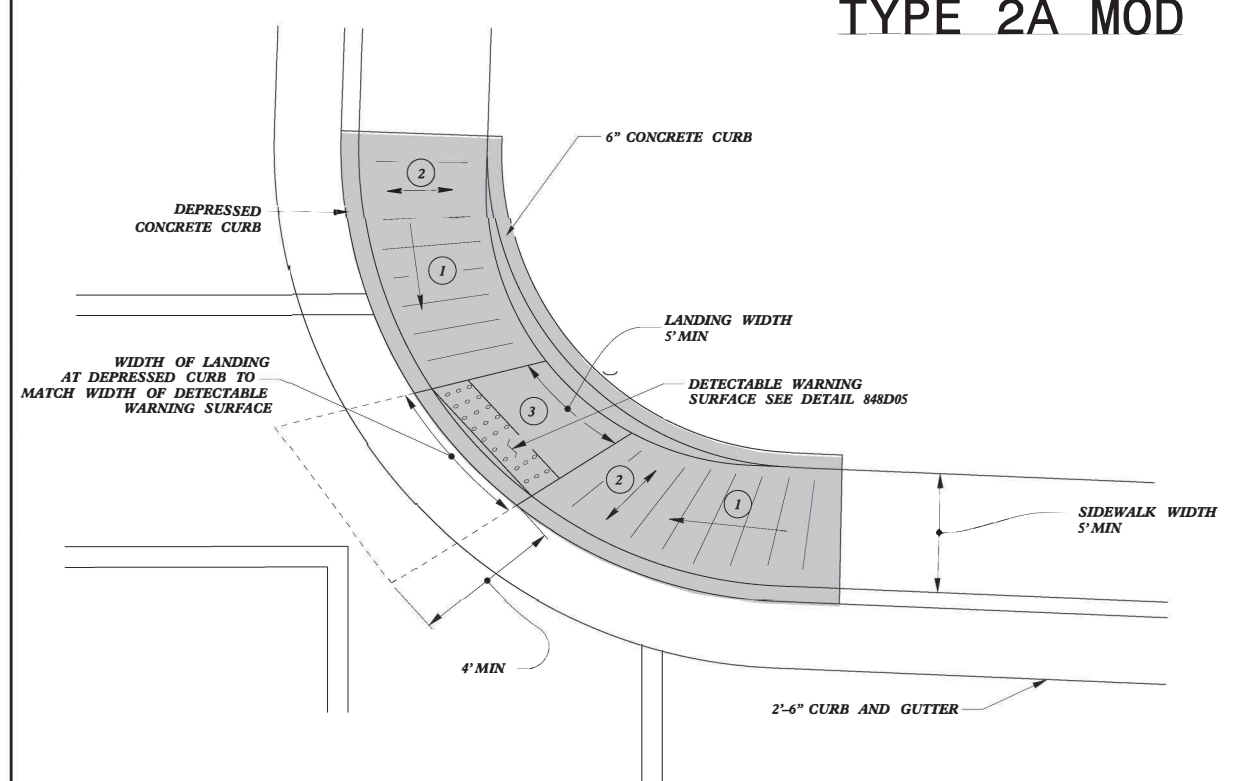 TYPE 2A MOD
6" CONCRETE CURB
2
DEPRESSED
CONCRETE CURB
1
LANDING WIDTH
5' MIN
WIDTH OF LANDING
AT DEPRESSED CURB TO
MATCH WIDTH OF DETECTABLE
WARNING SURFACE
DETECTABLE WARNING
SURFACE SEE DETAIL 848D05
3
2
1
SIDEWALK WIDTH
5' MIN
4' MIN
2'-6" CURB AND GUTTER